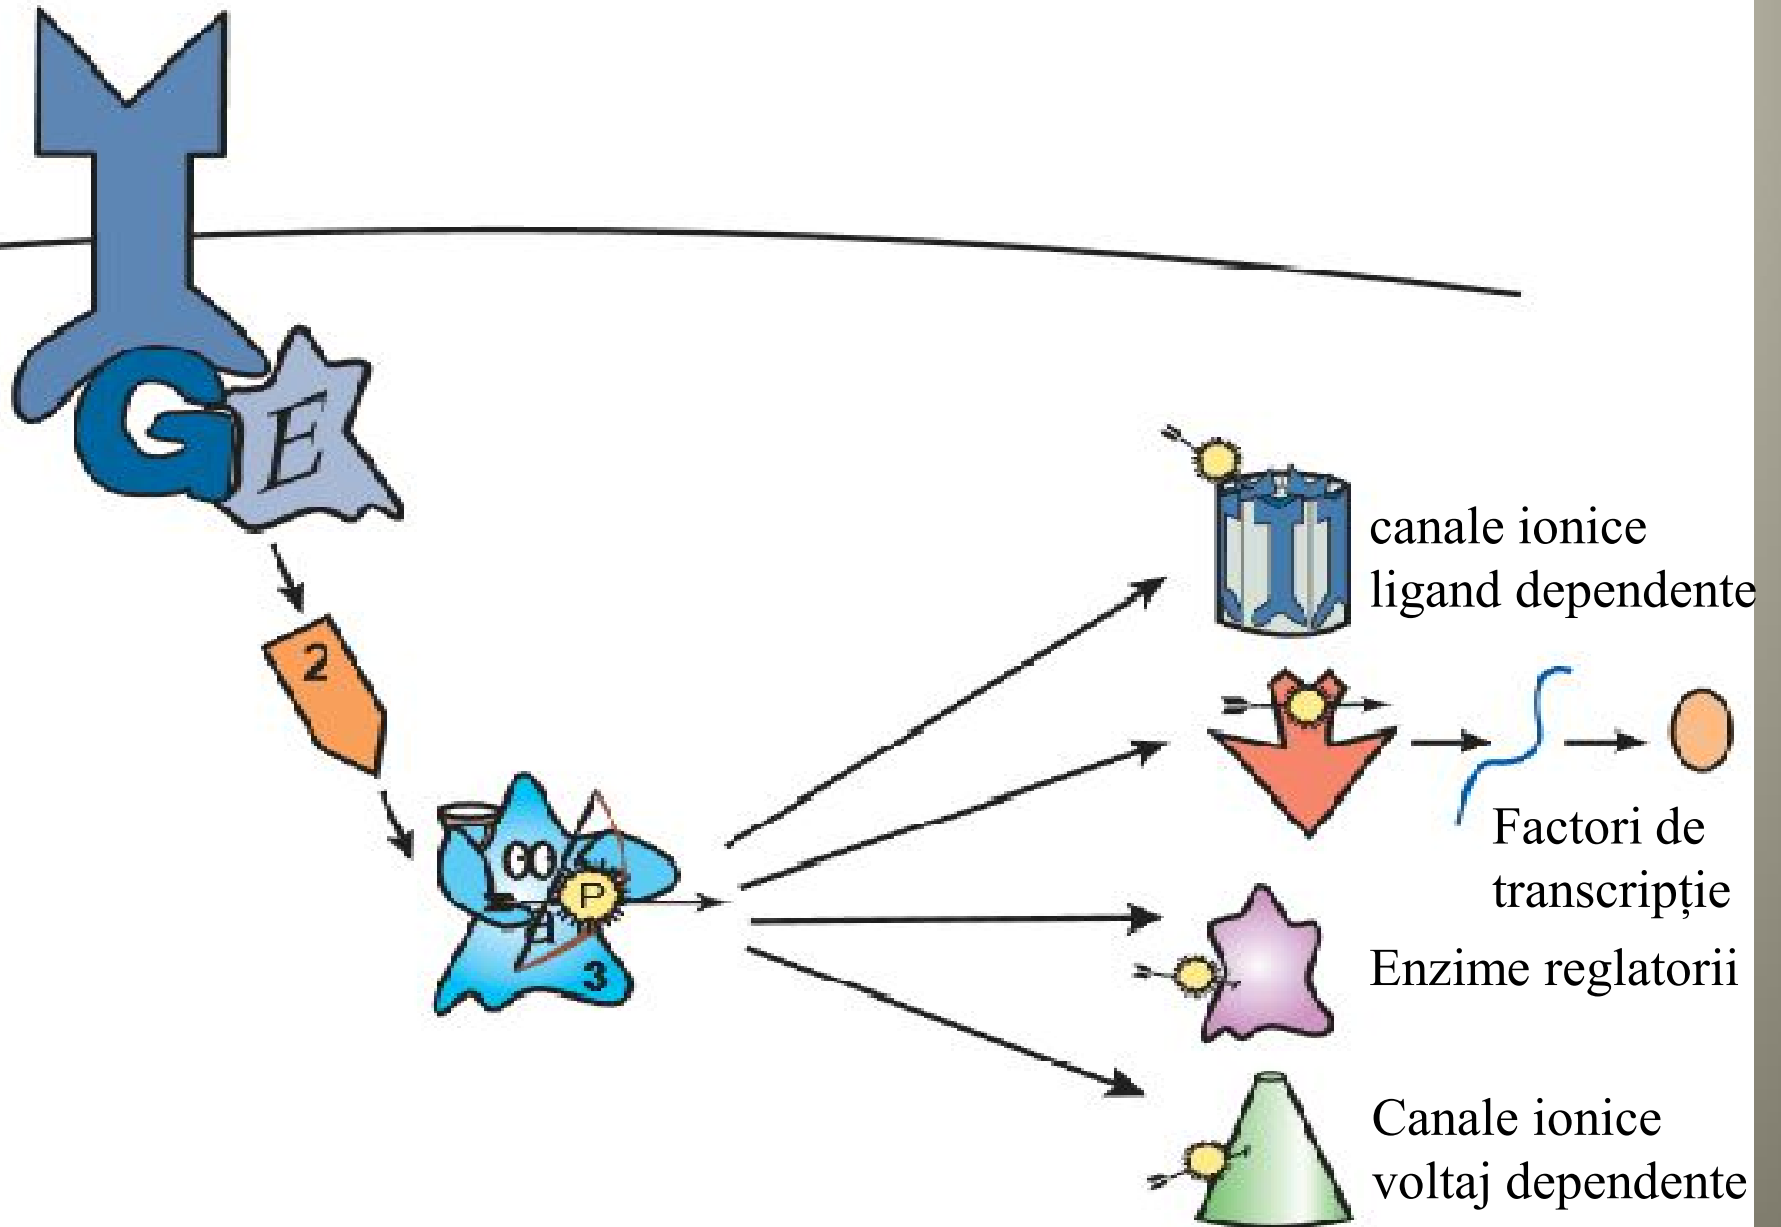 G
E
2
P
E
3
canale ionice
ligand dependente
Factori de
transcripție
Enzime reglatorii
Canale ionice
voltaj dependente